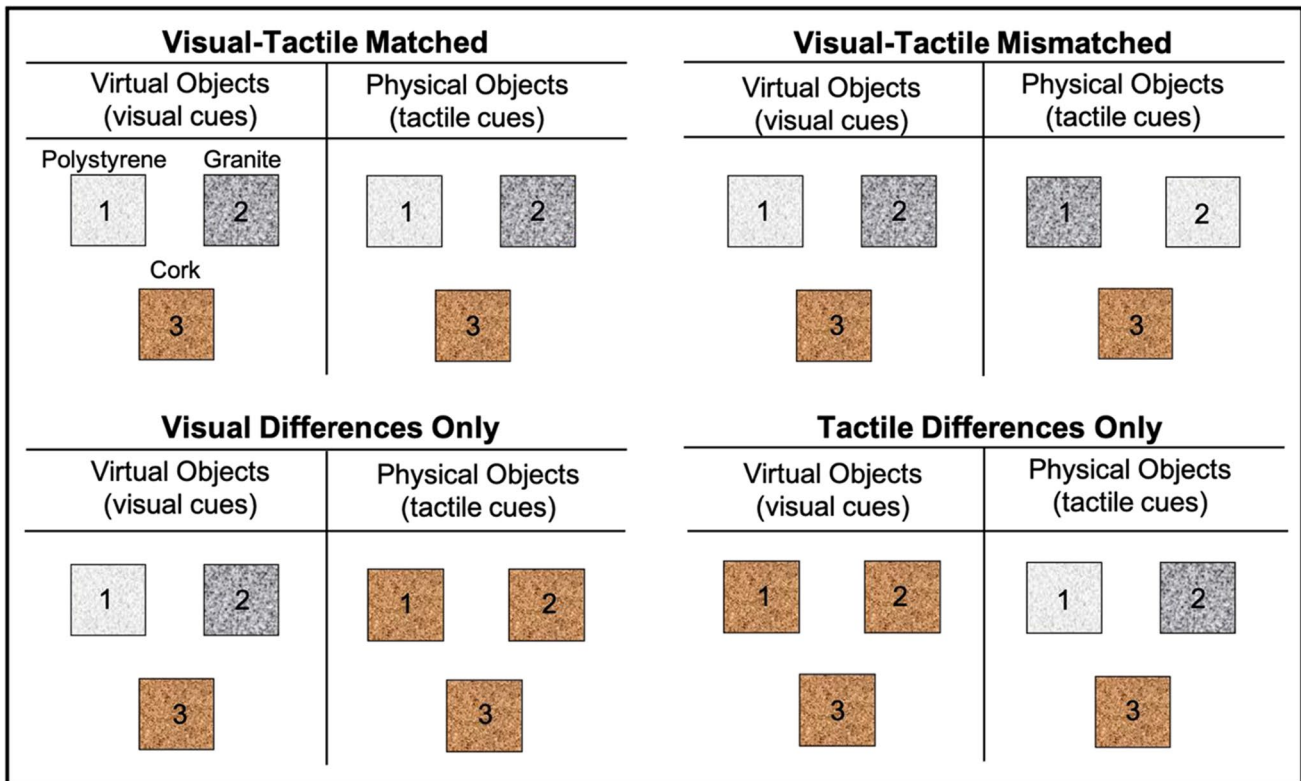 Visual-Tactile Matched
Virtual Objects
(visual cues)
Physical Objects
(tactile cues)
Polystyrene
Granite
1
2
Cork
3
1
2
3
Visual-Tactile Mismatched
Virtual Objects
(visual cues)
Physical Objects
(tactile cues)
1
2
3
1
2
3
Visual Differences Only
Virtual Objects
(visual cues)
Physical Objects
(tactile cues)
1
2
3
1
2
3
Tactile Differences Only
Virtual Objects
(visual cues)
Physical Objects
(tactile cues)
1
2
3
1
2
3